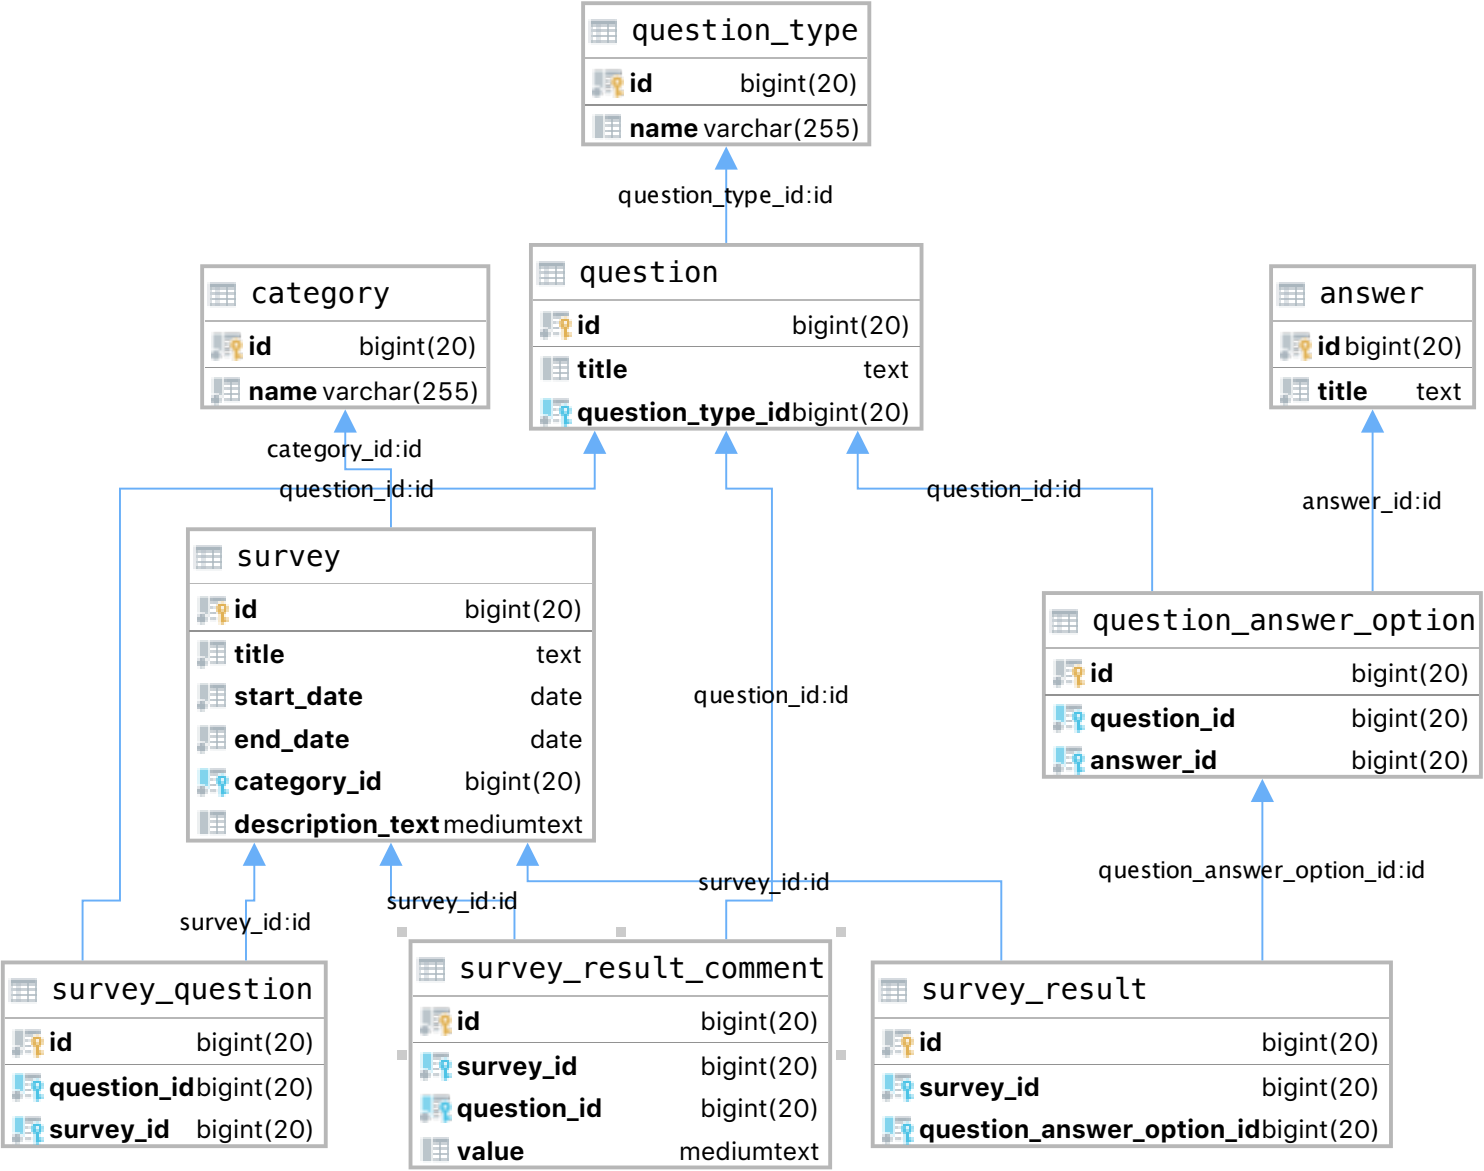 question_type
id bigint(20)
name varchar(255)
question_type_id:id
category
id bigint(20)
name varchar(255)
question
id bigint(20)
title text
question_type_id bigint(20)
answer
id bigint(20)
title text
category_id:id
question_id:id
question_id:id
answer_id:id
survey
id bigint(20)
title text
start_date date
end_date date
category_id bigint(20)
description_text mediumtext
question_id:id
question_answer_option
id bigint(20)
question_id bigint(20)
answer_id bigint(20)
survey_id:id
survey_id:id
survey_id:id
question_answer_option_id:id
survey_question
id bigint(20)
question_id bigint(20)
survey_id bigint(20)
survey_result_comment
id bigint(20)
survey_id bigint(20)
question_id bigint(20)
value mediumtext
survey_result
id bigint(20)
survey_id bigint(20)
question_answer_option_id bigint(20)